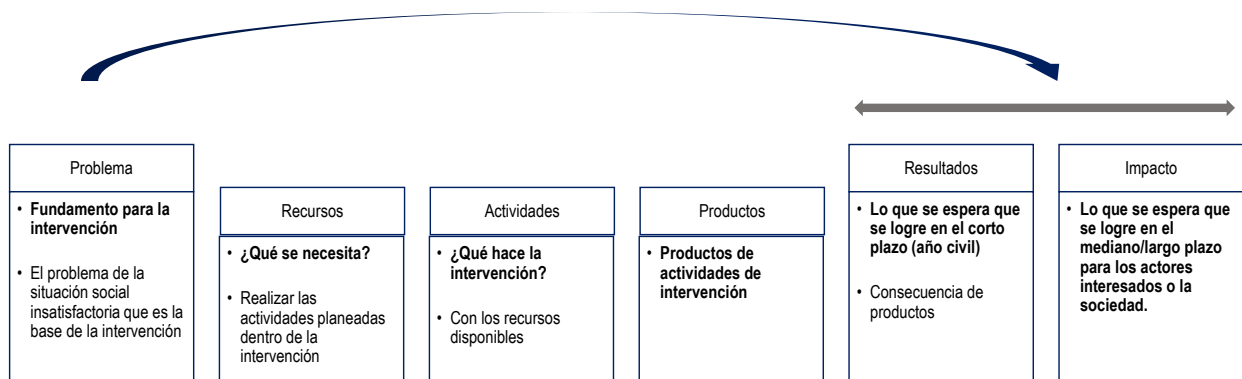 Problema
• Fundamento para la
intervención
• El problema de la
situación social
insatisfactoria que es la
base de la intervención
Recursos
• ¿Qué se necesita?
• Realizar las
actividades planeadas
dentro de la
intervención
Actividades
• ¿Qué hace la
intervención?
• Con los recursos
disponibles
Productos
• Productos de
actividades de
intervención
Resultados
• Lo que se espera que
se logre en el corto
plazo (año civil)
• Consecuencia de
productos
Impacto
• Lo que se espera que
se logre en el
mediano/largo plazo
para los actores
interesados o la
sociedad.